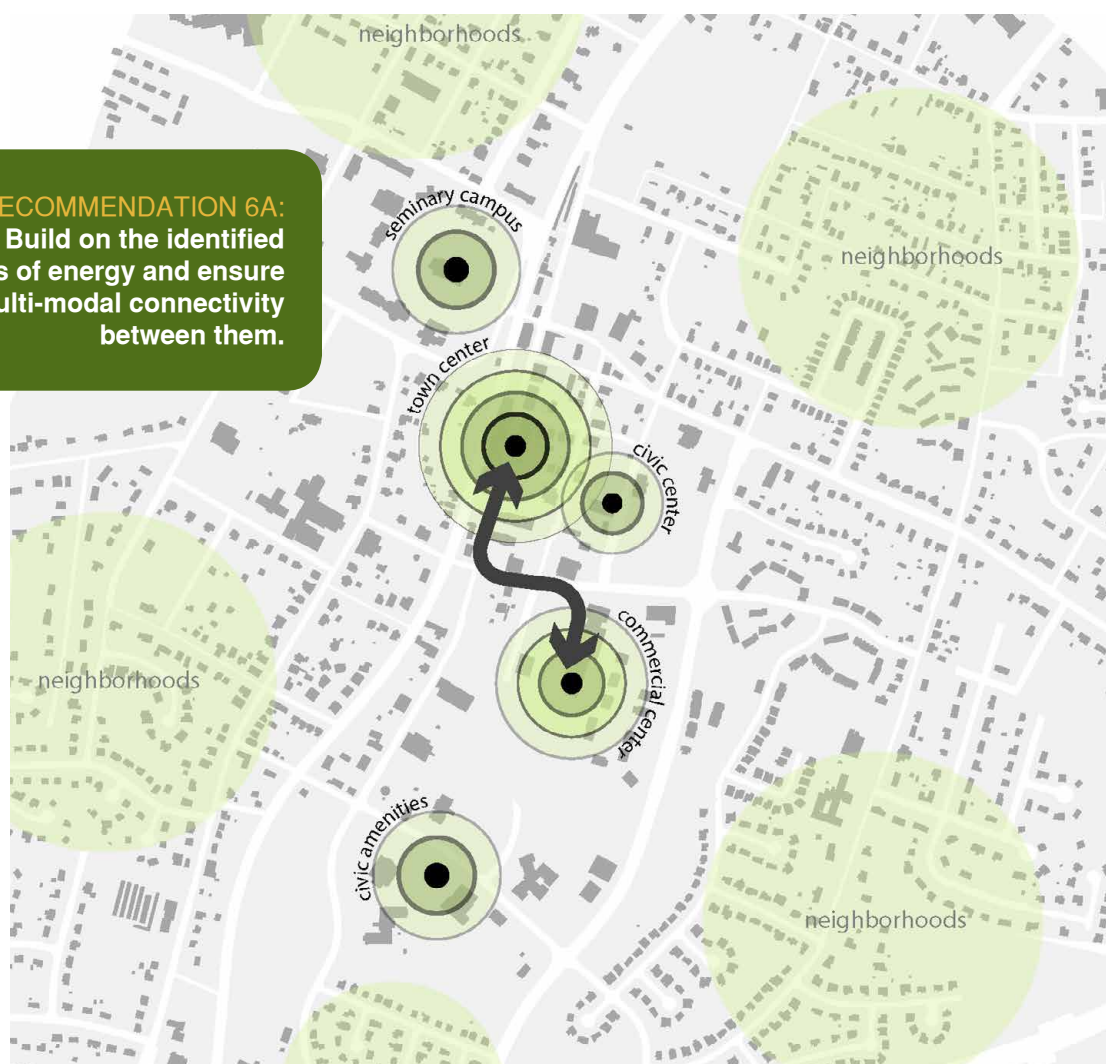 neighborhoods
ECOMMENDATION 6A:
Build on the identified
s of energy and ensure
ulti-modal connectivity
between them.
seminary campus
neighborhoods
town center
civic center
commercial center
neighborhoods
civic amenities
neighborhoods